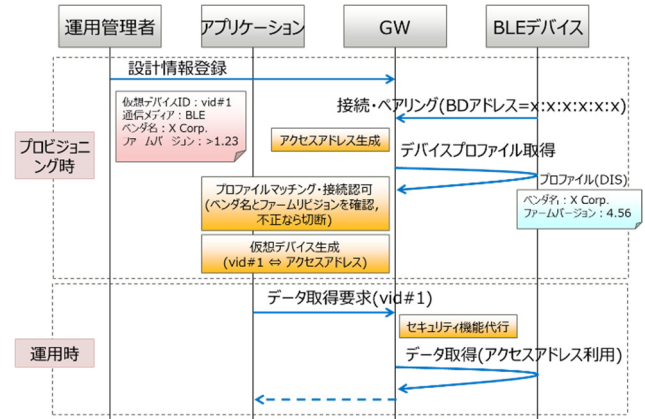 運用管理者
アプリケーション
GW
BLEデバイス
設計情報登録
仮想デバイスID:vid#1
通信メディア:BLE
ベンダ名:X Corp.
ファームバージョン:>1.23
接続・ペアリング(BDアドレス=x:x:x:x:x:x)
アクセスアドレス生成
プロビジョニ
ング時
デバイスプロファイル取得
プロファイル(DIS)
プロファイルマッチング・接続認可
(ベンダ名とファームリビジョンを確認,
不正なら切断)
ベンダ名:X Corp.
ファームバージョン:4.56
仮想デバイス生成
(vid#1 ⇔ アクセスアドレス)
データ取得要求(vid#1)
セキュリティ機能代行
運用時
データ取得(アクセスアドレス利用)